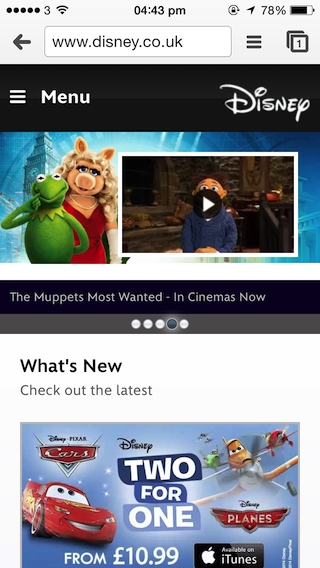 3 04:43 pm 78%
www.disney.co.uk 1
Menu Disney
The Muppets Most Wanted - In Cinemas Now
What's New
Check out the latest
Disney·PIXAR Cars
Disney
TWO
FOR
ONE
Disney PLANES
FROM £10.99
Available on
iTunes